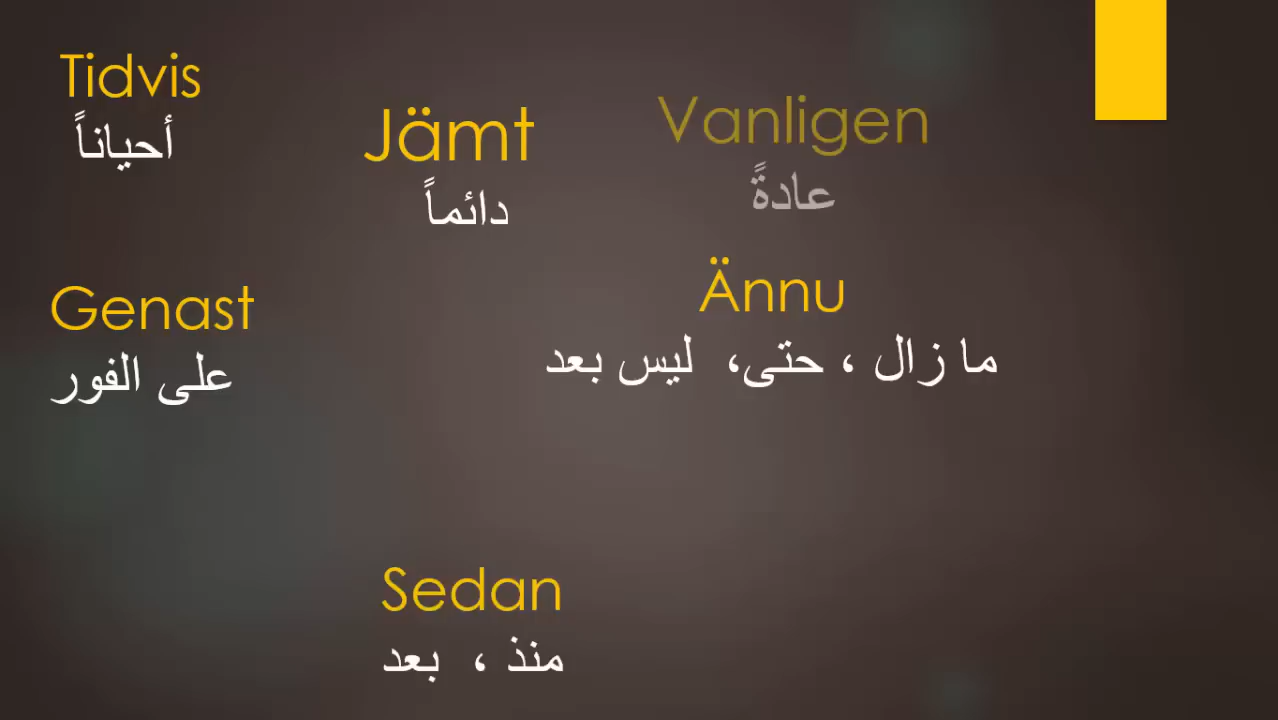 Tidvis
أحياناً
Jämt
دائماً
Vanligen
عادةً
Genast
على الفور
Ännu
ما زال ، حتى، ليس بعد
Sedan
منذ ، بعد